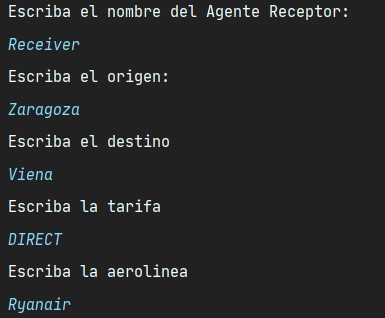 Escriba el nombre del Agente Receptor:
Receiver
Escriba el origen:
Zaragoza
Escriba el destino
Viena
Escriba la tarifa
DIRECT
Escriba la aerolinea
Ryanair